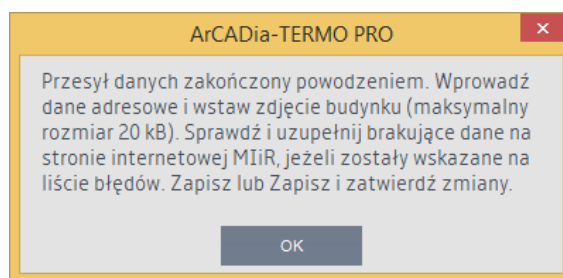 ArCADia-TERMO PRO
Przesył danych zakończony powodzeniem. Wprowadź
dane adresowe i wstaw zdjęcie budynku (maksymalny
rozmiar 20 kB). Sprawdź i uzupełnij brakujące dane na
stronie internetowej MIiR, jeżeli zostały wskazane na
liście błędów. Zapisz lub Zapisz i zatwierdź zmiany.
OK